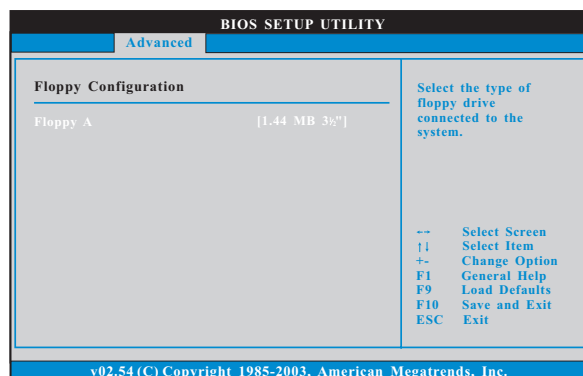 BIOS SETUP UTILITY
Advanced
Floppy Configuration
Floppy A [1.44 MB 3½"]
Select the type of
floppy drive
connected to the
system.
←→ Select Screen
↑↓ Select Item
+- Change Option
F1 General Help
F9 Load Defaults
F10 Save and Exit
ESC Exit
v02.54 (C) Copyright 1985-2003, American Megatrends, Inc.